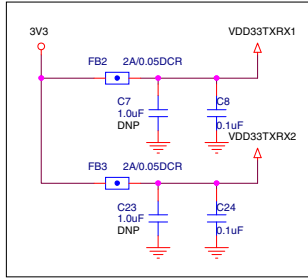 3V3
VDD33TXRX1
FB2 2A/0.05DCR
C7
1.0uF
DNP
C8
0.1uF
VDD33TXRX2
FB3 2A/0.05DCR
C23
1.0uF
DNP
C24
0.1uF